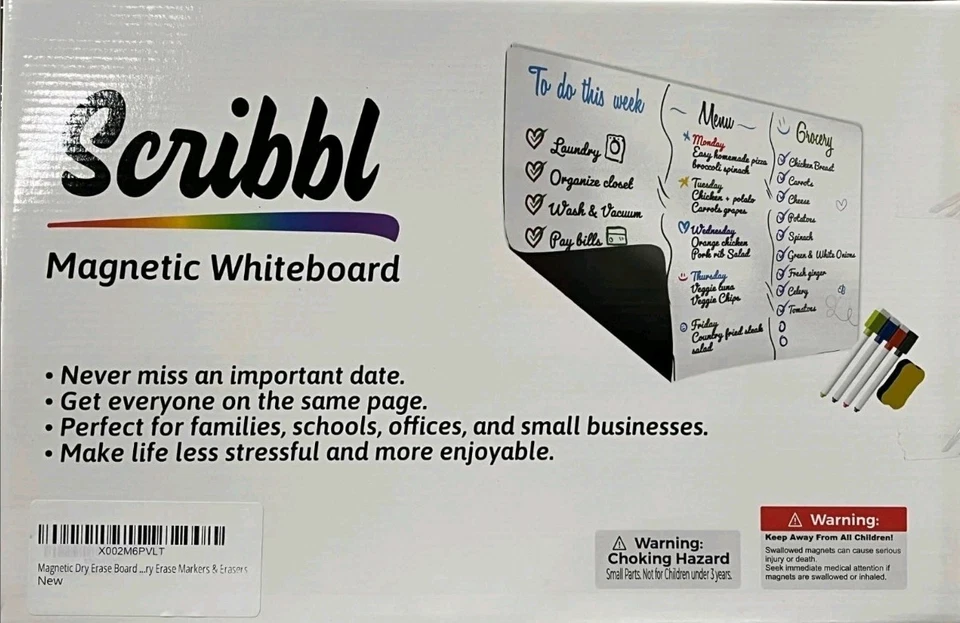 Scribbl
Magnetic Whiteboard
• Never miss an important date.
• Get everyone on the same page.
• Perfect for families, schools, offices, and small businesses.
• Make life less stressful and more enjoyable.
To do this week
Laundry
Organize closet
Wash & Vacuum
Pay bills
Menu
Monday
Easy homemade pizza
broccoli spinach
Tuesday
Chicken + potato
Carrots grapes
Wednesday
Orange chicken
Pork rib Salad
Thursday
Veggie tuna
Veggie Chips
Friday
Country fried steak
salad
Grocery
Chicken Breast
Carrots
Cheese
Potatoes
Spinach
Green & White Onions
Fresh ginger
Celery
Tomatoes
X002M6PVLT
Magnetic Dry Erase Board ...ry Erase Markers & Erasers
New
Warning:
Choking Hazard
Small Parts. Not for Children under 3 years.
Warning:
Keep Away From All Children!
Swallowed magnets can cause serious
injury or death.
Seek immediate medical attention if
magnets are swallowed or inhaled.